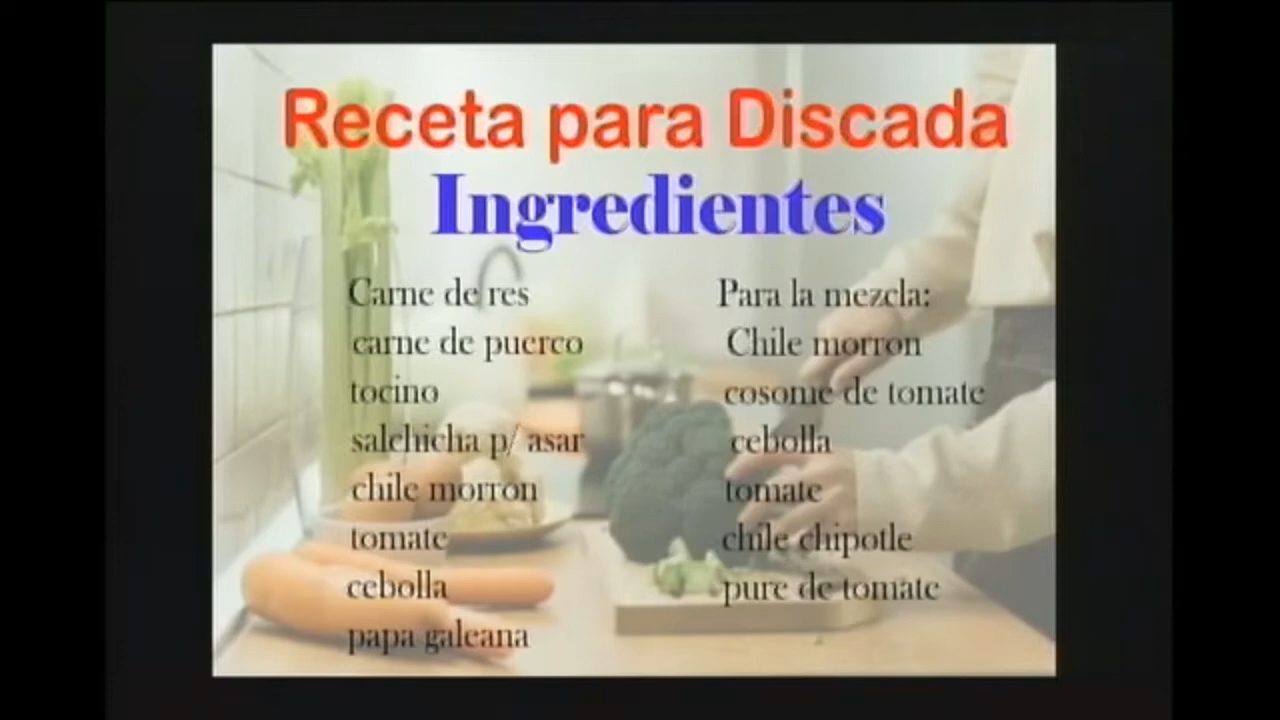 Receta para Discada
Ingredientes
Carne de res
carne de puerco
tocino
salchicha p/ asar
chile morron
tomate
cebolla
papa galeana
Para la mezcla:
Chile morron
cosome de tomate
cebolla
tomate
chile chipotle
pure de tomate